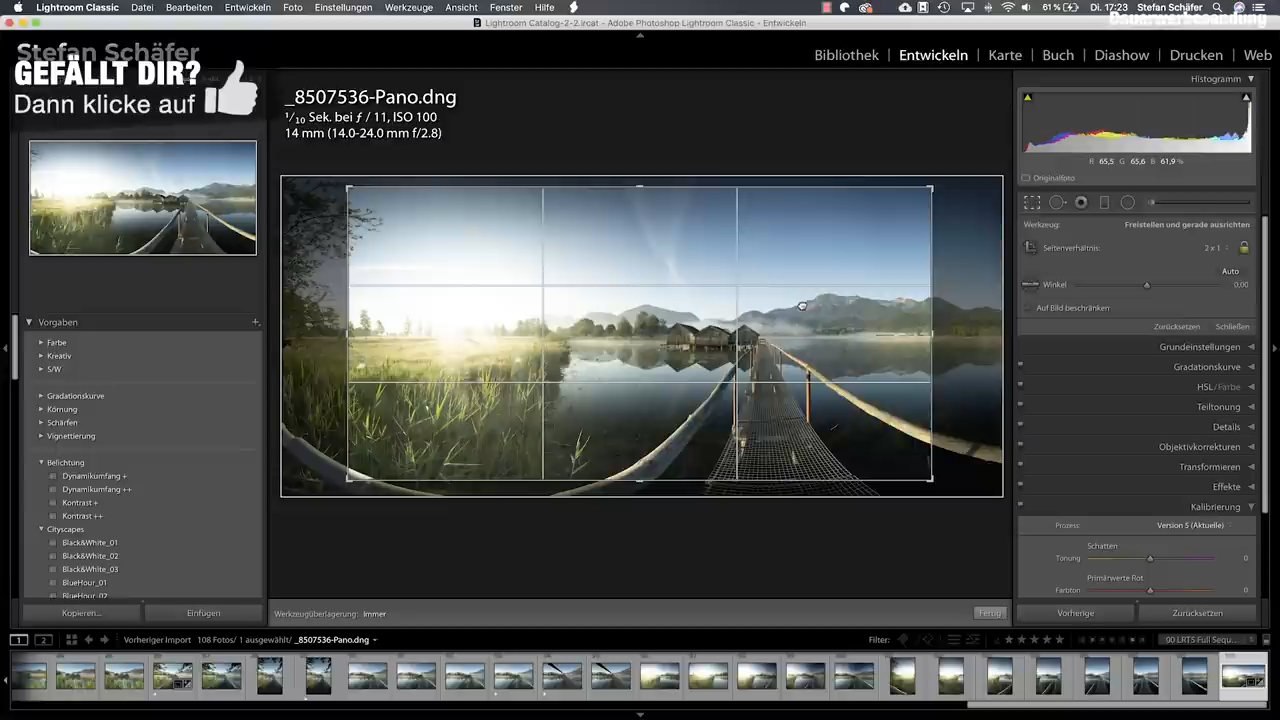 Lightroom Classic Datei Bearbeiten Entwickeln Foto Einstellungen Werkzeuge Ansicht Fenster Hilfe 61 % Di. 17:23 Stefan Schäfer
Lightroom Catalog-2-2.lrcat - Adobe Photoshop Lightroom Classic - Entwickeln
Dauerwerbesendung
Stefan Schäfer
GEFÄLLT DIR?
Dann klicke auf
Bibliothek | Entwickeln | Karte | Buch | Diashow | Drucken | Web
_8507536-Pano.dng
1/10 Sek. bei ƒ / 11, ISO 100
14 mm (14.0-24.0 mm f/2.8)
Vorgaben +
Farbe
Kreativ
S/W
Gradationskurve
Körnung
Schärfen
Vignettierung
Belichtung
Dynamikumfang +
Dynamikumfang ++
Kontrast +
Kontrast ++
Cityscapes
Black&White_01
Black&White_02
Black&White_03
BlueHour_01
BlueHour_02
Kopieren... Einfügen
Werkzeugüberlagerung: Immer Fertig
Histogramm
R 65,5 G 65,6 B 61,9 %
Originalfoto
Werkzeug: Freistellen und gerade ausrichten
Seitenverhältnis: 2 x 1
Auto
Winkel 0,00
Auf Bild beschränken
Zurücksetzen Schließen
Grundeinstellungen
Gradationskurve
HSL / Farbe
Teiltonung
Details
Objektivkorrekturen
Transformieren
Effekte
Kalibrierung
Prozess: Version 5 (Aktuelle)
Schatten
Tonung 0
Primärwerte Rot
Farbton 0
Vorherige Zurücksetzen
1 2 Vorheriger Import 108 Fotos/ 1 ausgewählt/ _8507536-Pano.dng Filter: 90 LRTS Full Sequ...